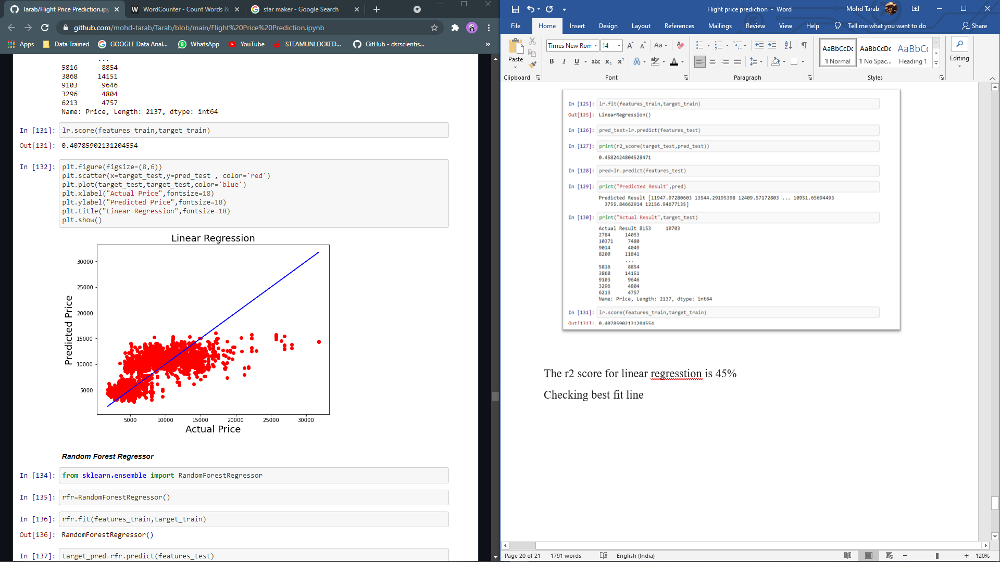 Tarab/Flight Price Prediction.ipy
WordCounter - Count Words &
star maker - Google Search
github.com/mohd-tarab/Tarab/blob/main/Flight%20Price%20Prediction.ipynb
Apps
Data Trained
GOOGLE Data Anal...
WhatsApp
YouTube
STEAMUNLOCKED...
GitHub - dsrscientis...
»
...
5816 8854
3868 14151
9103 9646
3296 4804
6213 4757
Name: Price, Length: 2137, dtype: int64
In [131]: lr.score(features_train,target_train)
Out[131]: 0.40785902131204554
In [132]: plt.figure(figsize=(8,6))
plt.scatter(x=target_test,y=pred_test , color='red')
plt.plot(target_test,target_test,color='blue')
plt.xlabel("Actual Price",fontsize=18)
plt.ylabel("Predicted Price",fontsize=18)
plt.title("Linear Regression",fontsize=18)
plt.show()
Linear Regression
30000
25000
20000
15000
10000
5000
Predicted Price
5000 10000 15000 20000 25000 30000
Actual Price
Random Forest Regressor
In [134]: from sklearn.ensemble import RandomForestRegressor
In [135]: rfr=RandomForestRegressor()
In [136]: rfr.fit(features_train,target_train)
Out[136]: RandomForestRegressor()
In [137]: target_pred=rfr.predict(features_test)
Flight price prediction - Word
Mohd Tarab
File Home Insert Design Layout References Mailings Review View Help Tell me what you want to do Share
Paste
Clipboard
Times New Ron
14
A A Aa
B I U abc x₂ x² A aby A
Font
Paragraph
AaBbCcDc AaBbCcDc AaBbCc
¶ Normal ¶ No Spac... Heading 1
Styles
Editing
In [125]: lr.fit(features_train,target_train)
Out[125]: LinearRegression()
In [126]: pred_test=lr.predict(features_test)
In [127]: print(r2_score(target_test,pred_test))
0.4582424804528471
In [128]: pred=lr.predict(features_test)
In [129]: print("Predicted Result",pred)
Predicted Result [11947.97280603 13544.29195398 12409.57172803 ... 10951.65694493
3755.84662914 12156.94677135]
In [130]: print("Actual Result",target_test)
Actual Result 8153 10703
2784 14053
10371 7480
9014 4049
8200 11841
...
5816 8854
3868 14151
9103 9646
3296 4804
6213 4757
Name: Price, Length: 2137, dtype: int64
In [131]: lr.score(features_train,target_train)
Out[131]: 0.40785902131204554
The r2 score for linear regresstion is 45%
Checking best fit line
Page 20 of 21 1791 words English (India) 120%